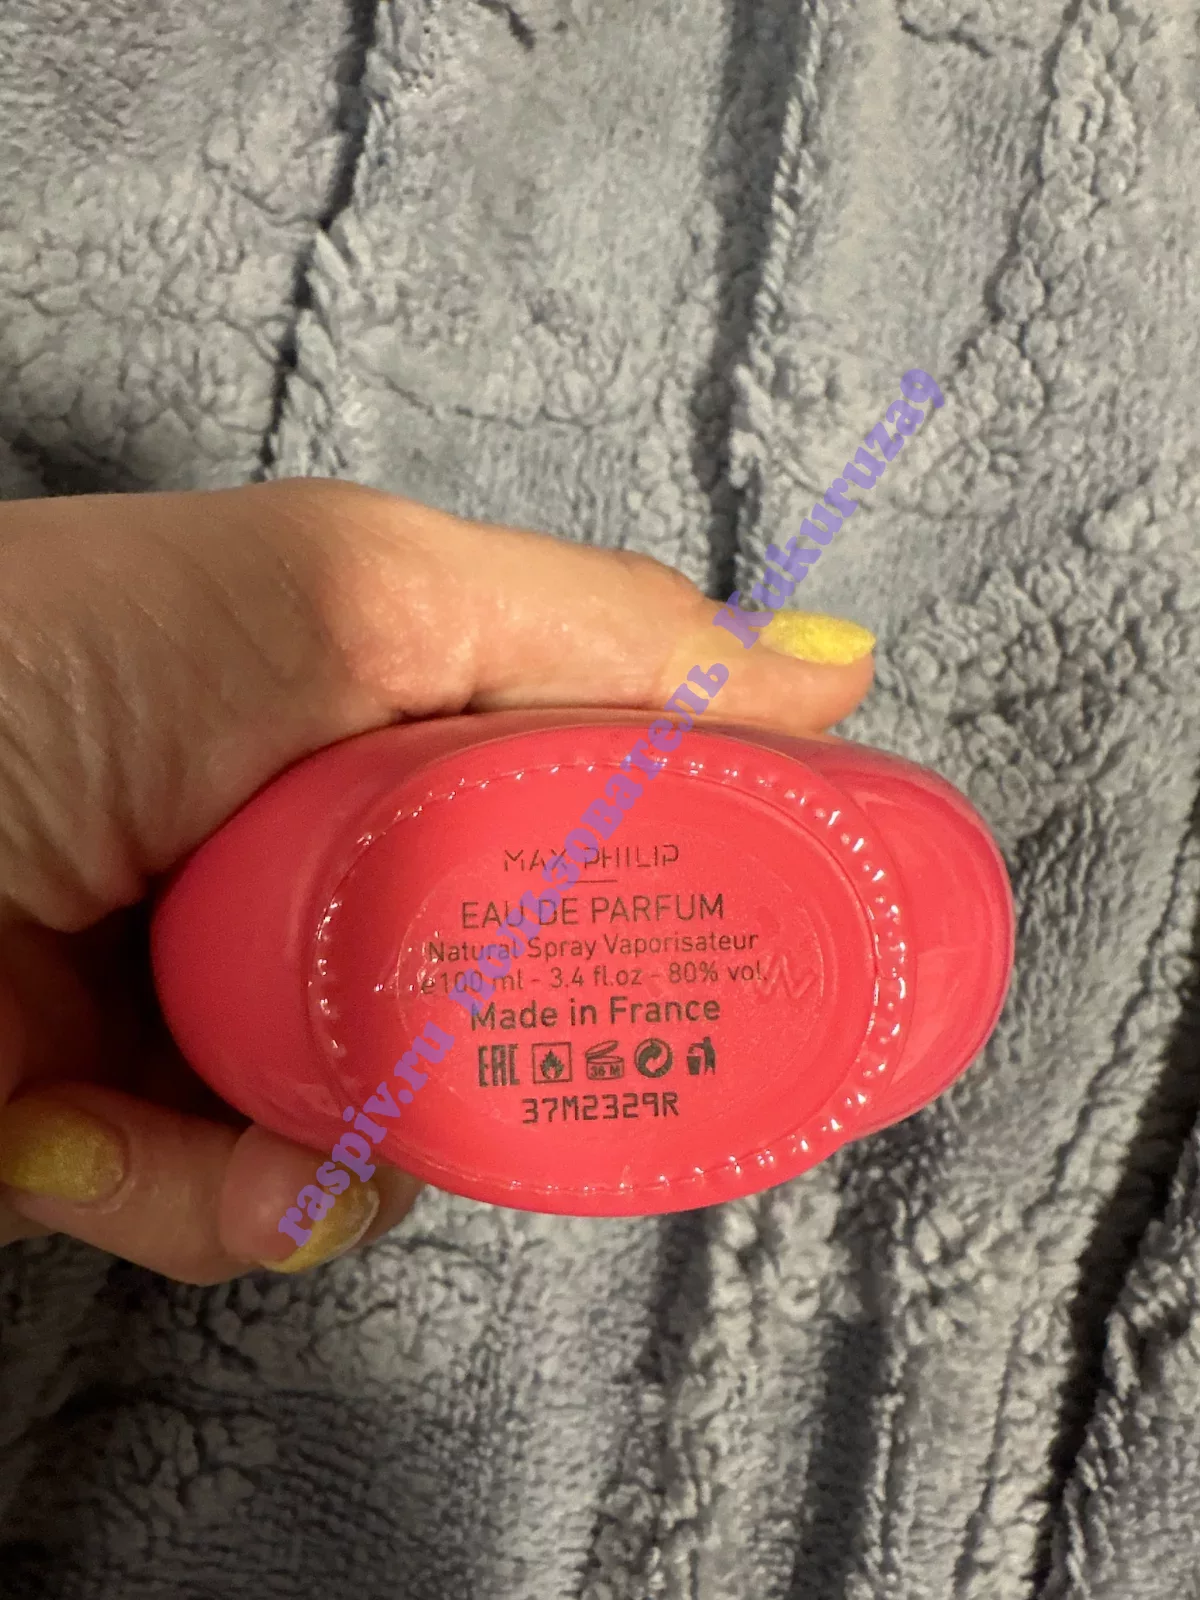 MAX PHILIP
EAU DE PARFUM
Natural Spray Vaporisateur
e100 ml - 3.4 fl.oz - 80% vol.
Made in France
EAC
36 M
37M2329R
raspiv.ru пользователь Kukuruza9